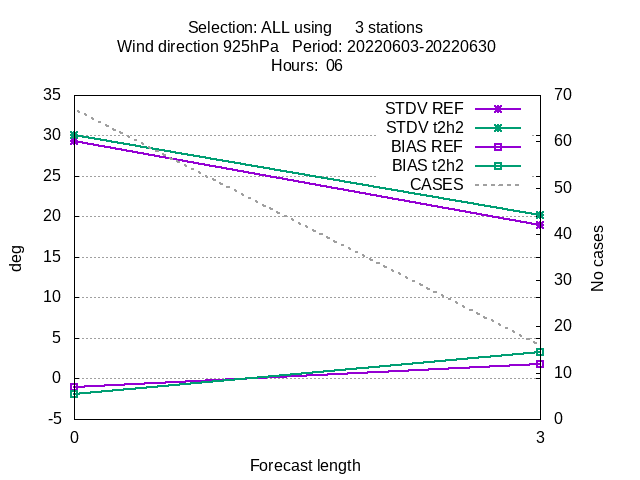 Selection: ALL using     3 stations
Wind direction 925hPa   Period: 20220603-20220630
Hours:  06
35
30
25
20
15
10
5
0
-5
70
60
50
40
30
20
10
0
STDV REF
STDV t2h2
BIAS REF
BIAS t2h2
CASES
deg
No cases
0
3
Forecast length